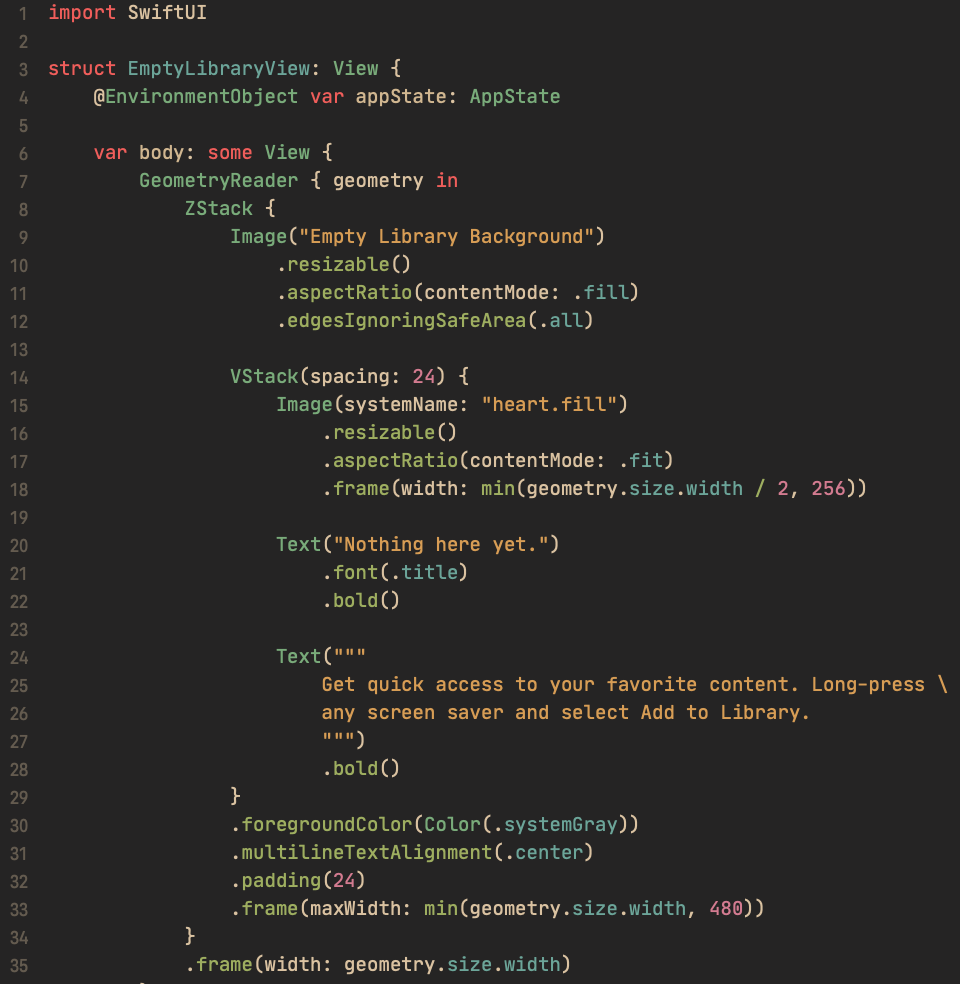 1 import SwiftUI
2
3 struct EmptyLibraryView: View {
4     @EnvironmentObject var appState: AppState
5
6     var body: some View {
7         GeometryReader { geometry in
8             ZStack {
9                 Image("Empty Library Background")
10                     .resizable()
11                     .aspectRatio(contentMode: .fill)
12                     .edgesIgnoringSafeArea(.all)
13
14                 VStack(spacing: 24) {
15                     Image(systemName: "heart.fill")
16                         .resizable()
17                         .aspectRatio(contentMode: .fit)
18                         .frame(width: min(geometry.size.width / 2, 256))
19
20                     Text("Nothing here yet.")
21                         .font(.title)
22                         .bold()
23
24                     Text("""
25                         Get quick access to your favorite content. Long-press \
26                         any screen saver and select Add to Library.
27                         """)
28                         .bold()
29                 }
30                 .foregroundColor(Color(.systemGray))
31                 .multilineTextAlignment(.center)
32                 .padding(24)
33                 .frame(maxWidth: min(geometry.size.width, 480))
34             }
35             .frame(width: geometry.size.width)